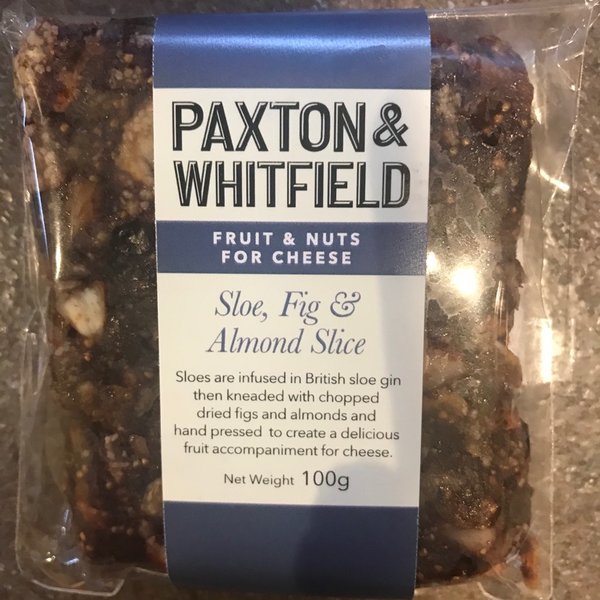 PAXTON &
WHITFIELD
FRUIT & NUTS
FOR CHEESE
Sloe, Fig &
Almond Slice
Sloes are infused in British sloe gin
then kneaded with chopped
dried figs and almonds and
hand pressed to create a delicious
fruit accompaniment for cheese.
Net Weight 100g